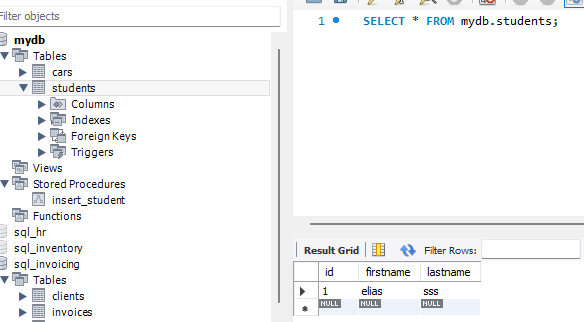 Filter objects
mydb
Tables
cars
students
Columns
Indexes
Foreign Keys
Triggers
Views
Stored Procedures
insert_student
Functions
sql_hr
sql_inventory
sql_invoicing
Tables
clients
invoices
1 SELECT * FROM mydb.students;
Result Grid Filter Rows:
id firstname lastname
1 elias sss
NULL NULL NULL